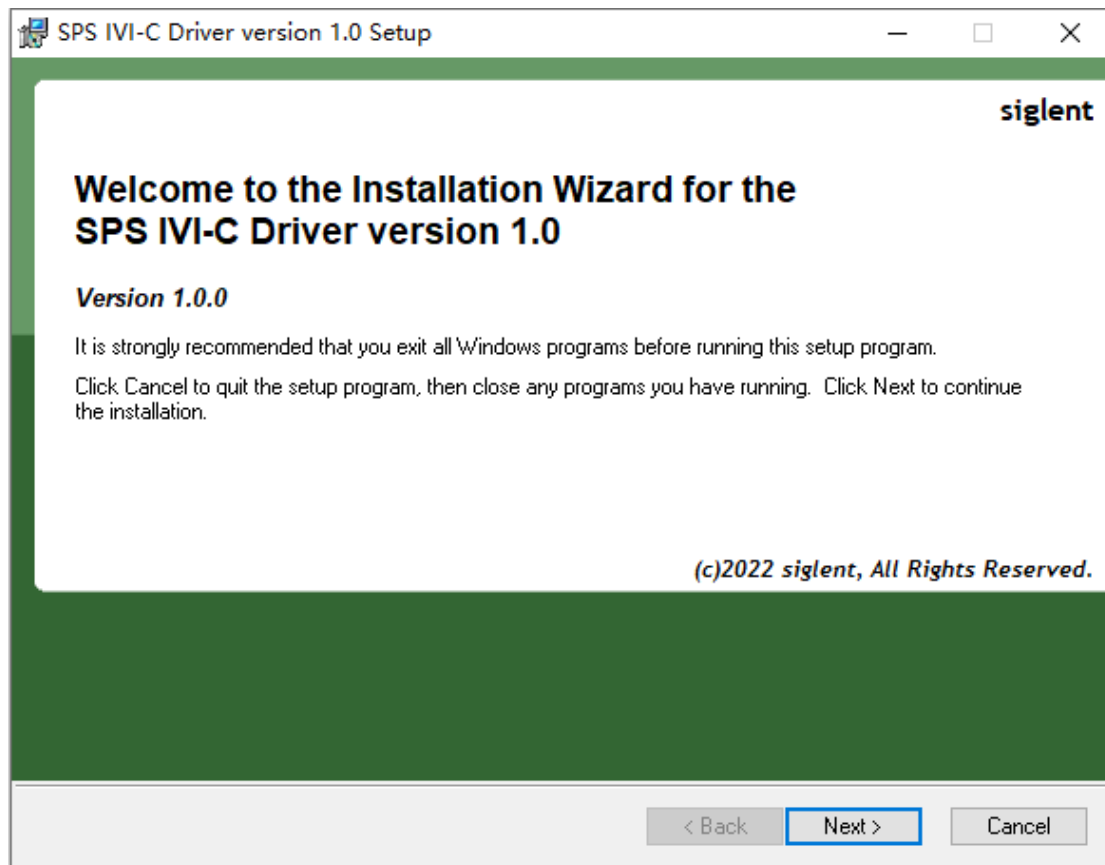 SPS IVI-C Driver version 1.0 Setup
siglent
Welcome to the Installation Wizard for the
SPS IVI-C Driver version 1.0
Version 1.0.0
It is strongly recommended that you exit all Windows programs before running this setup program.
Click Cancel to quit the setup program, then close any programs you have running.  Click Next to continue
the installation.
(c)2022 siglent, All Rights Reserved.
< Back
Next >
Cancel